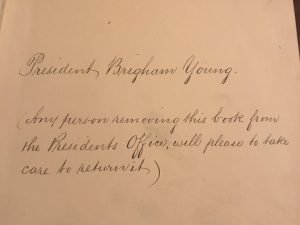 President Brigham Young.
(Any person removing this book from
the Presidents Office, will please to take
care to return it)